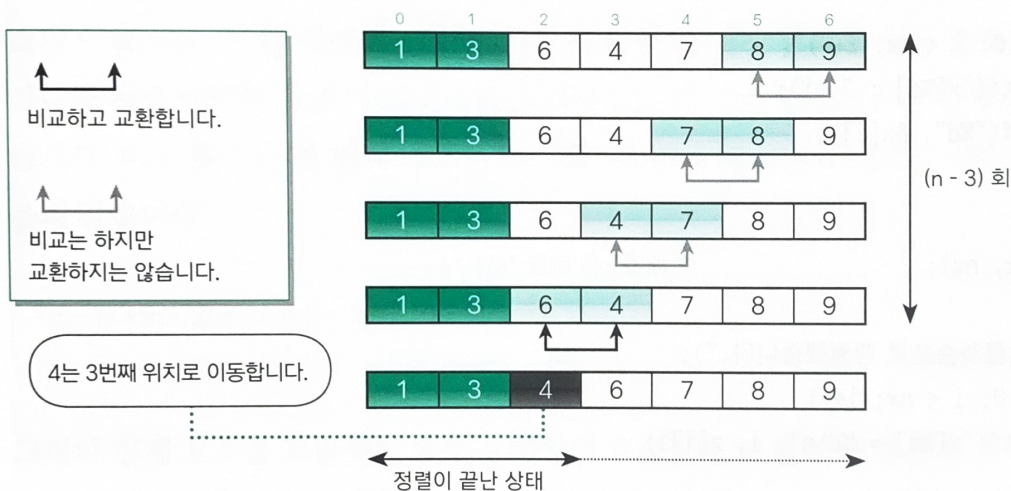 0 1 2 3 4 5 6
1 3 6 4 7 8 9
비교하고 교환합니다.
1 3 6 4 7 8 9
(n - 3) 회
비교는 하지만
교환하지는 않습니다.
1 3 6 4 7 8 9
1 3 6 4 7 8 9
4는 3번째 위치로 이동합니다.
1 3 4 6 7 8 9
정렬이 끝난 상태